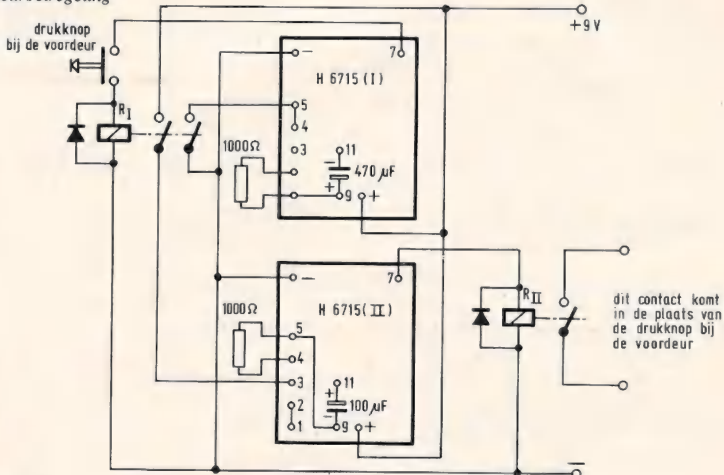 drukknop
bij de voordeur
+9V
–
7
H 6715 (I)
R I
5
4
3
11
1000Ω
–
470 µF
+
9
+
–
7
H 6715 (II)
R II
1000Ω
5
4
3
11
+
100 µF
–
2
1
9
+
dit contact komt
in de plaats van
de drukknop bij
de voordeur
–